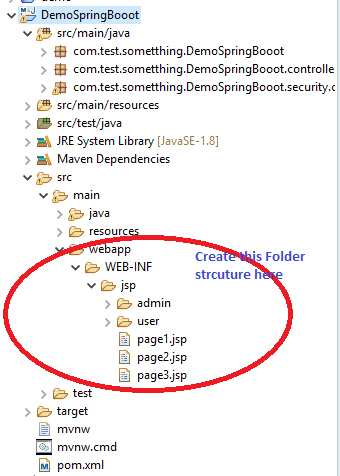 DemoSpringBooot
src/main/java
com.test.sometthing.DemoSpringBooot
com.test.sometthing.DemoSpringBooot.controlle
com.test.sometthing.DemoSpringBooot.security.c
src/main/resources
src/test/java
JRE System Library [JavaSE-1.8]
Maven Dependencies
src
main
java
resources
webapp
WEB-INF
Create this Folder
strcuture here
jsp
admin
user
page1.jsp
page2.jsp
page3.jsp
test
target
mvnw
mvnw.cmd
pom.xml